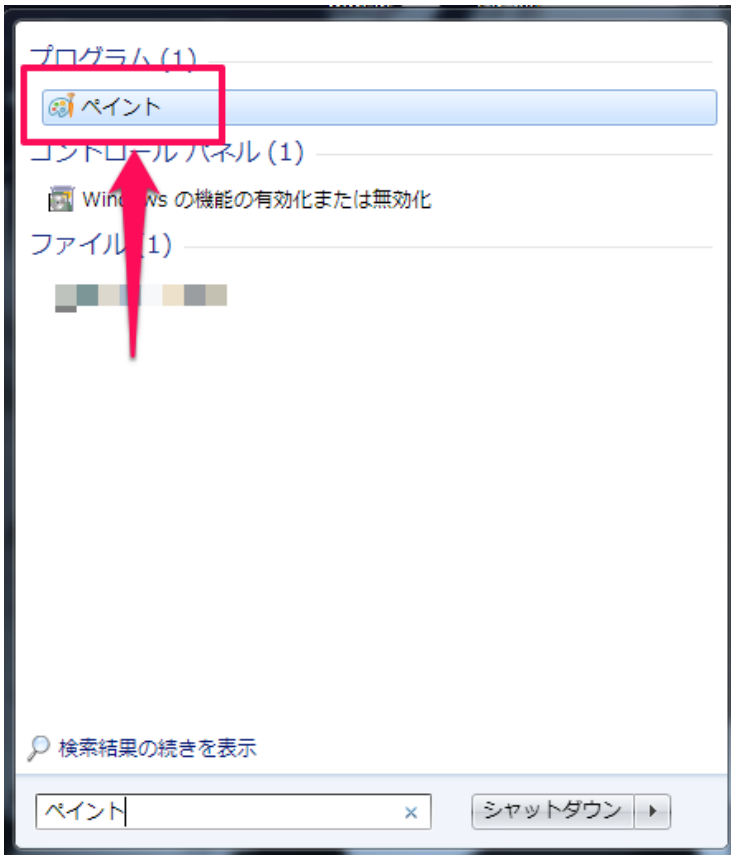 プログラム (1)
ペイント
コントロール パネル (1)
Windows の機能の有効化または無効化
ファイル (1)
検索結果の続きを表示
ペイント
シャットダウン